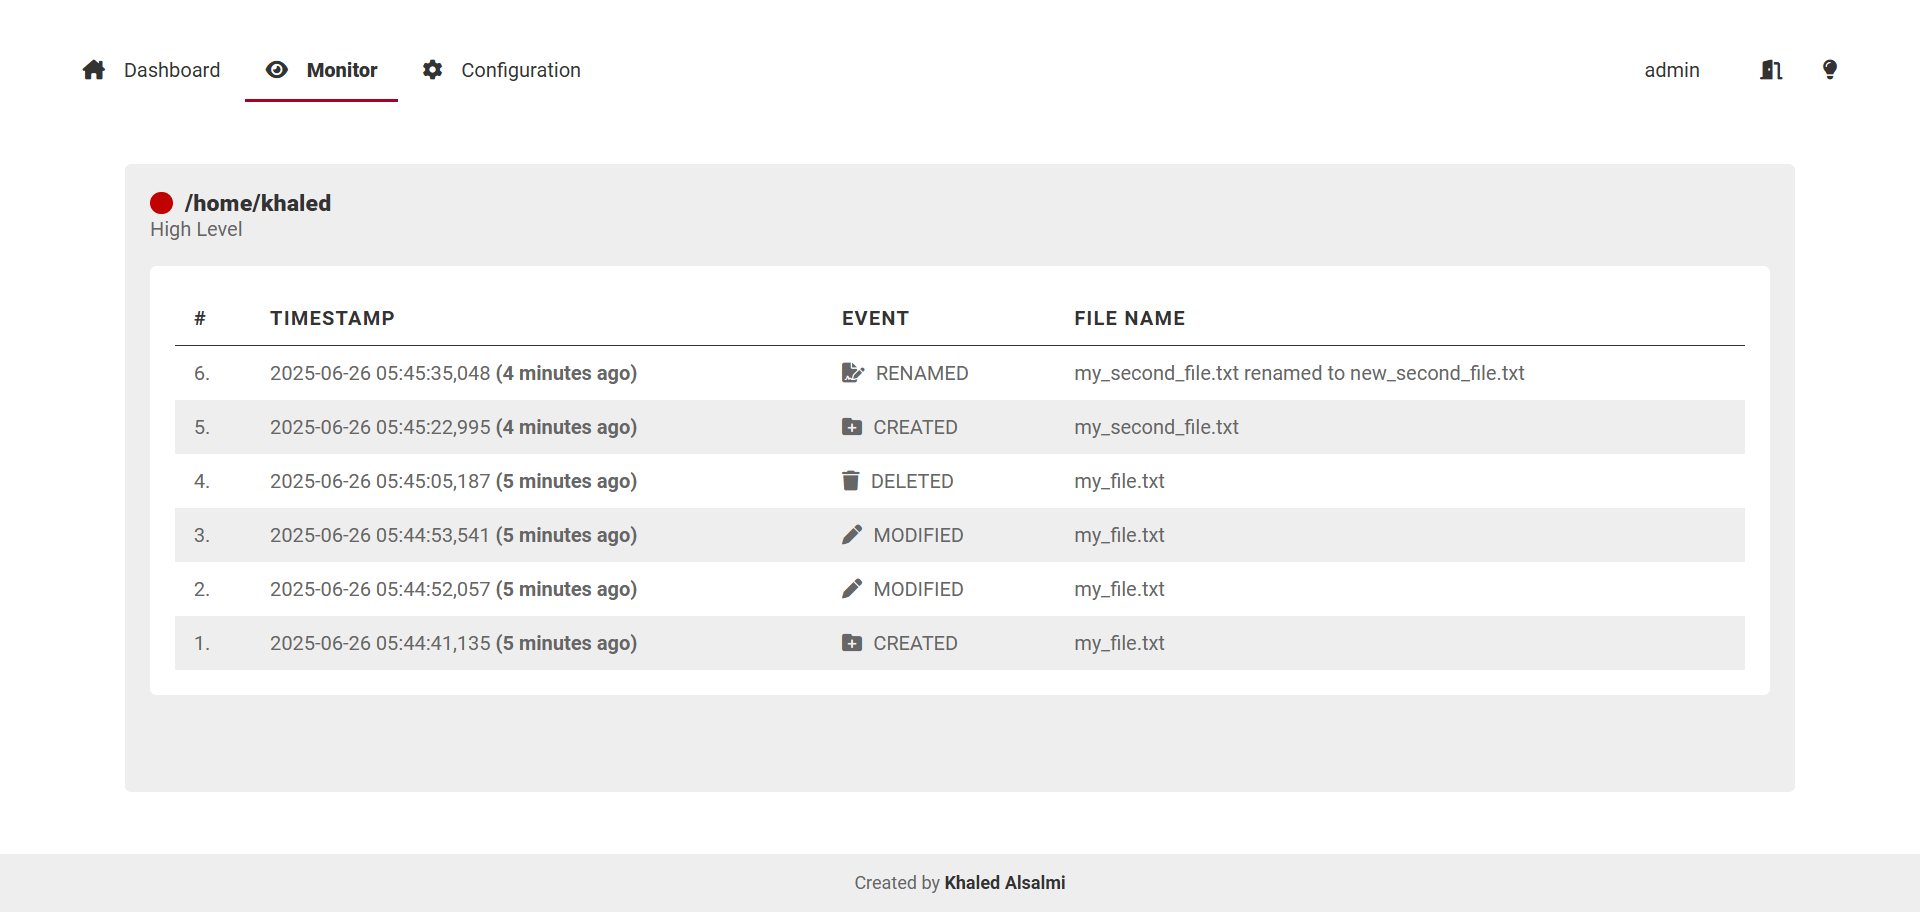 Dashboard Monitor Configuration admin
/home/khaled
High Level
# TIMESTAMP EVENT FILE NAME
6. 2025-06-26 05:45:35,048 (4 minutes ago) RENAMED my_second_file.txt renamed to new_second_file.txt
5. 2025-06-26 05:45:22,995 (4 minutes ago) CREATED my_second_file.txt
4. 2025-06-26 05:45:05,187 (5 minutes ago) DELETED my_file.txt
3. 2025-06-26 05:44:53,541 (5 minutes ago) MODIFIED my_file.txt
2. 2025-06-26 05:44:52,057 (5 minutes ago) MODIFIED my_file.txt
1. 2025-06-26 05:44:41,135 (5 minutes ago) CREATED my_file.txt
Created by Khaled Alsalmi